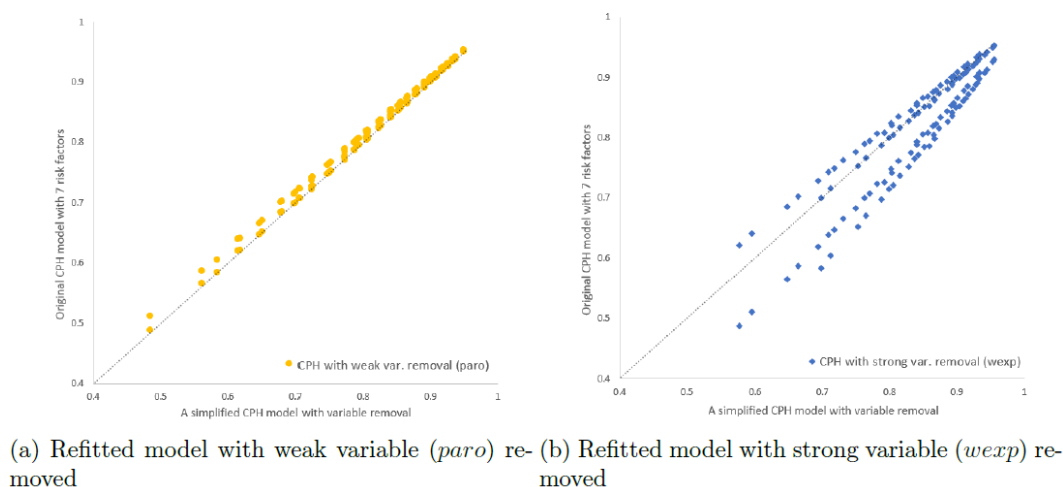 1
0.9
0.8
0.7
0.6
0.5
0.4
Original CPH model with 7 risk factors
CPH with weak var. removal (paro)
0.4 0.5 0.6 0.7 0.8 0.9 1
A simplified CPH model with variable removal
1
0.9
0.8
0.7
0.6
0.5
0.4
Original CPH model with 7 risk factors
CPH with strong var. removal (wexp)
0.4 0.5 0.6 0.7 0.8 0.9 1
A simplified CPH model with variable removal
(a) Refitted model with weak variable (paro) re-
moved
(b) Refitted model with strong variable (wexp) re-
moved